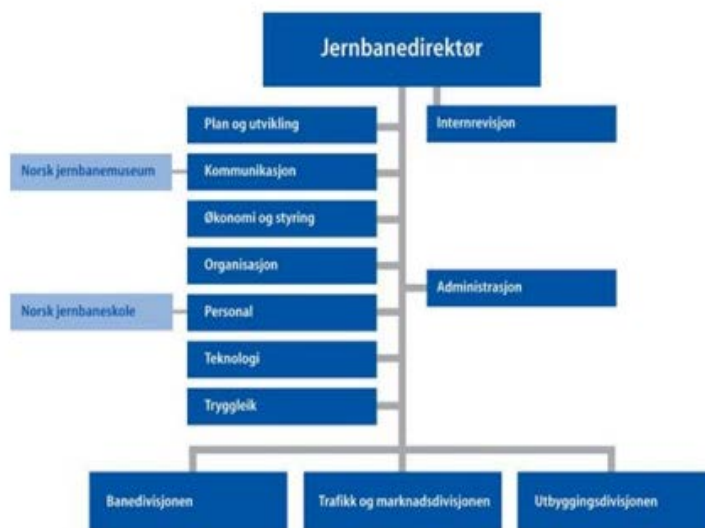 Jernbanedirektør
Plan og utvikling
Internrevisjon
Norsk jernbanemuseum
Kommunikasjon
Økonomi og styring
Organisasjon
Administrasjon
Norsk jernbaneskole
Personal
Teknologi
Tryggleik
Banedivisjonen
Trafikk og marknadsdivisjonen
Utbyggingsdivisjonen